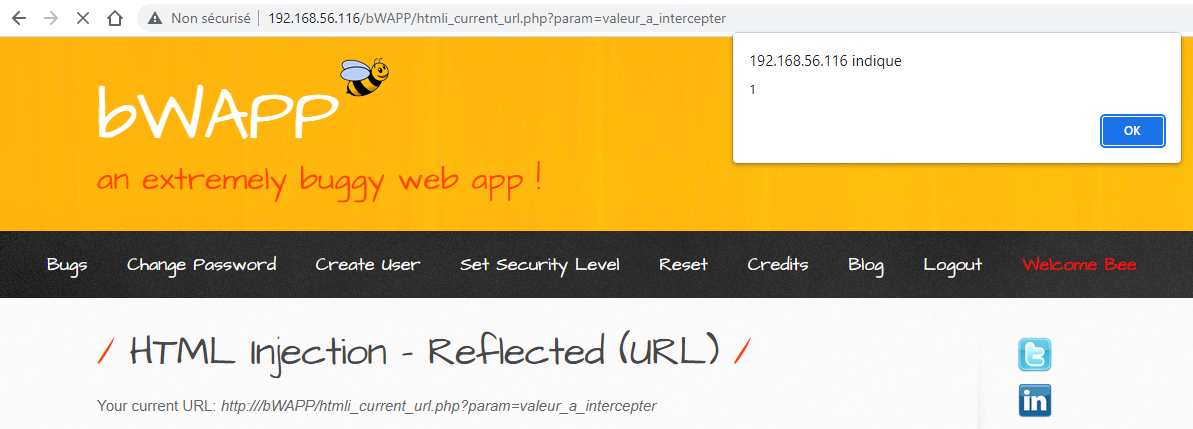 Non sécurisé | 192.168.56.116/bWAPP/htmli_current_url.php?param=valeur_a_intercepter
192.168.56.116 indique
1
OK
bWAPP
an extremely buggy web app !
Bugs Change Password Create User Set Security Level Reset Credits Blog Logout Welcome Bee
/ HTML Injection - Reflected (URL) /
Your current URL: http:///bWAPP/htmli_current_url.php?param=valeur_a_intercepter